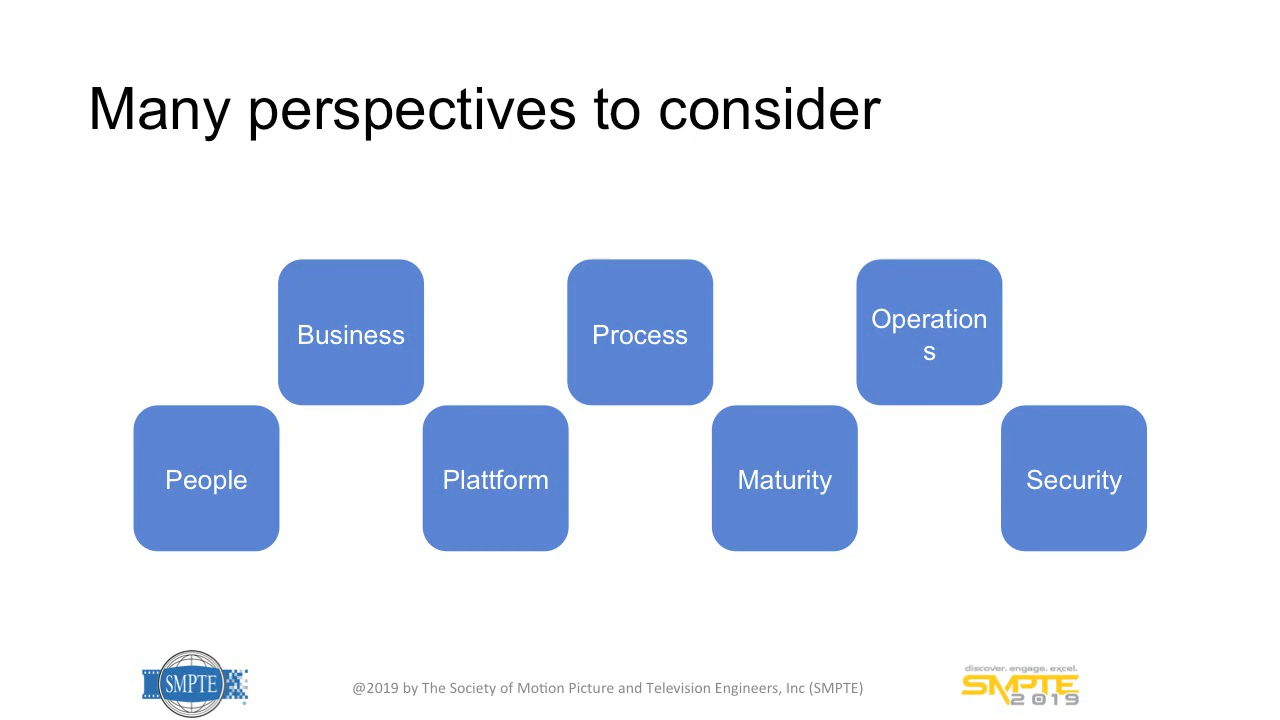 Many perspectives to consider
Business
Process
Operation
s
People
Plattform
Maturity
Security
SMPTE
@2019 by The Society of Motion Picture and Television Engineers, Inc (SMPTE)
discover. engage. excel.
SMPTE
2019